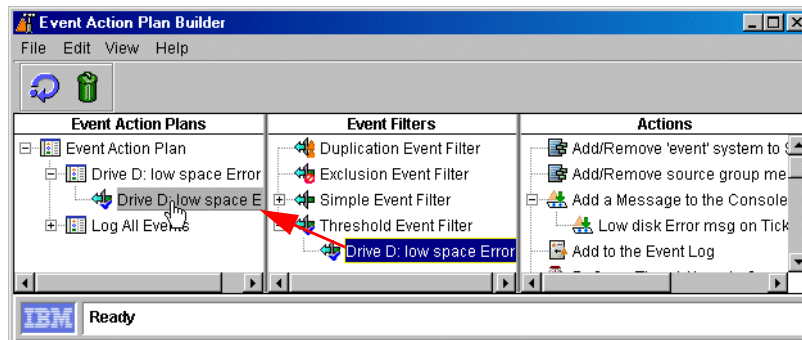 Event Action Plan Builder
File Edit View Help
Event Action Plans
Event Action Plan
Drive D: low space Error
Drive D: low space E
Log All Events
Event Filters
Duplication Event Filter
Exclusion Event Filter
Simple Event Filter
Threshold Event Filter
Drive D: low space Error
Actions
Add/Remove 'event' system to
Add/Remove source group me
Add a Message to the Console
Low disk Error msg on Tick
Add to the Event Log
IBM Ready